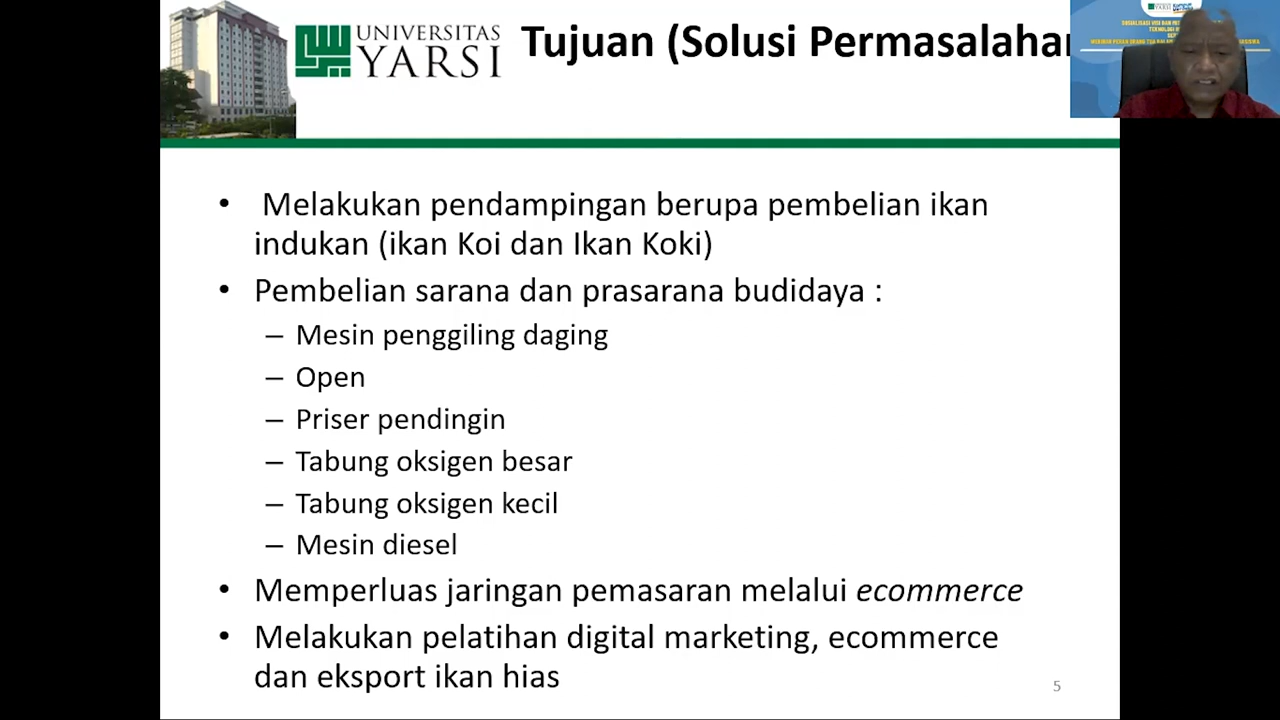 UNIVERSITAS
YARSI
Tujuan (Solusi Permasalahan
• Melakukan pendampingan berupa pembelian ikan
indukan (ikan Koi dan Ikan Koki)
• Pembelian sarana dan prasarana budidaya :
– Mesin penggiling daging
– Open
– Priser pendingin
– Tabung oksigen besar
– Tabung oksigen kecil
– Mesin diesel
• Memperluas jaringan pemasaran melalui ecommerce
• Melakukan pelatihan digital marketing, ecommerce
dan eksport ikan hias
5